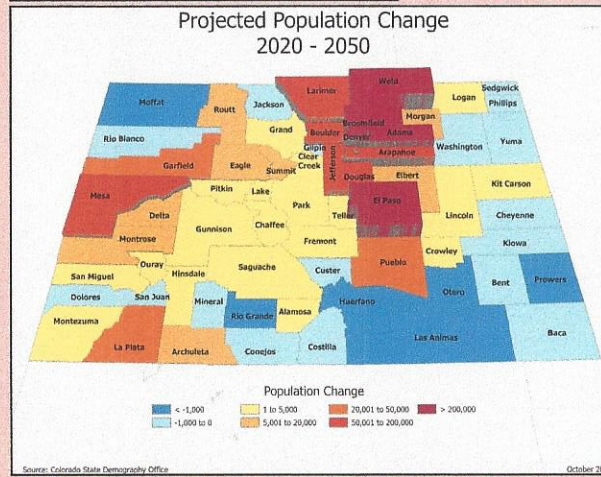 Projected Population Change
2020 - 2050
Moffat
Routt
Jackson
Larimer
Weld
Logan
Sedgwick
Phillips
Rio Blanco
Grand
Boulder
Broomfield
Morgan
Gilpin
Denver
Adams
Washington
Yuma
Garfield
Eagle
Summit
Clear
Creek
Jefferson
Arapahoe
Mesa
Pitkin
Lake
Park
Douglas
Elbert
Kit Carson
Delta
Gunnison
Chaffee
Teller
El Paso
Lincoln
Cheyenne
Montrose
Fremont
Kiowa
Ouray
Crowley
San Miguel
Hinsdale
Saguache
Custer
Pueblo
Bent
Prowers
Dolores
San Juan
Mineral
Huerfano
Otero
Rio Grande
Alamosa
Montezuma
La Plata
Archuleta
Conejos
Costilla
Las Animas
Baca
Population Change
< -1,000
1 to 5,000
20,001 to 50,000
> 200,000
-1,000 to 0
5,001 to 20,000
50,001 to 200,000
Source: Colorado State Demography Office
October